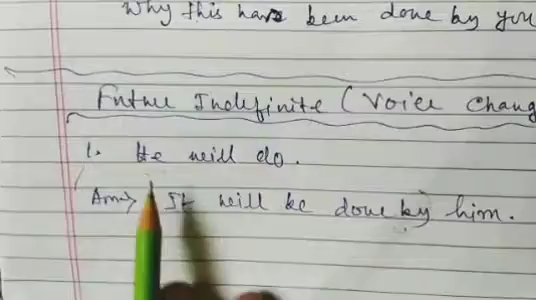 Why this have been done by you
Future Indefinite (Voice Chang
1. He will do.
Ans→ It will be done by him.